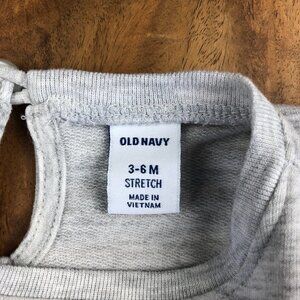 OLD NAVY
3-6 M
STRETCH
MADE IN
VIETNAM